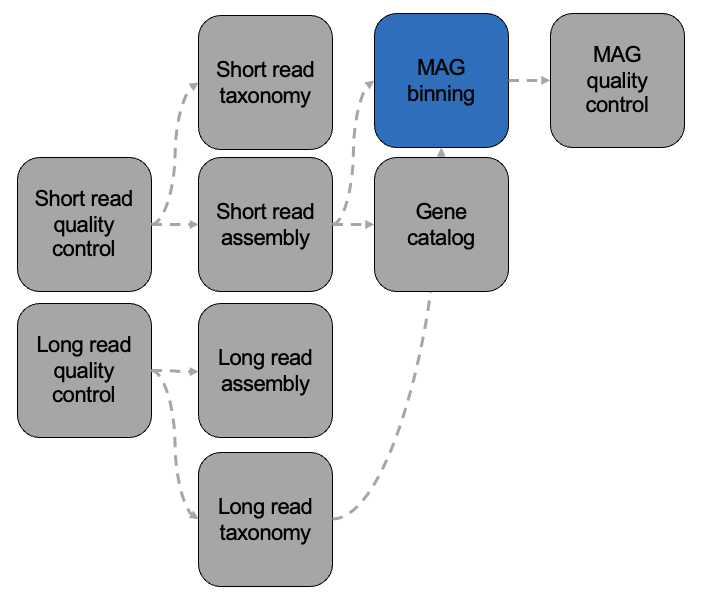 Short read
taxonomy
MAG
binning
MAG
quality
control
Short read
quality
control
Short read
assembly
Gene
catalog
Long read
quality
control
Long read
assembly
Long read
taxonomy